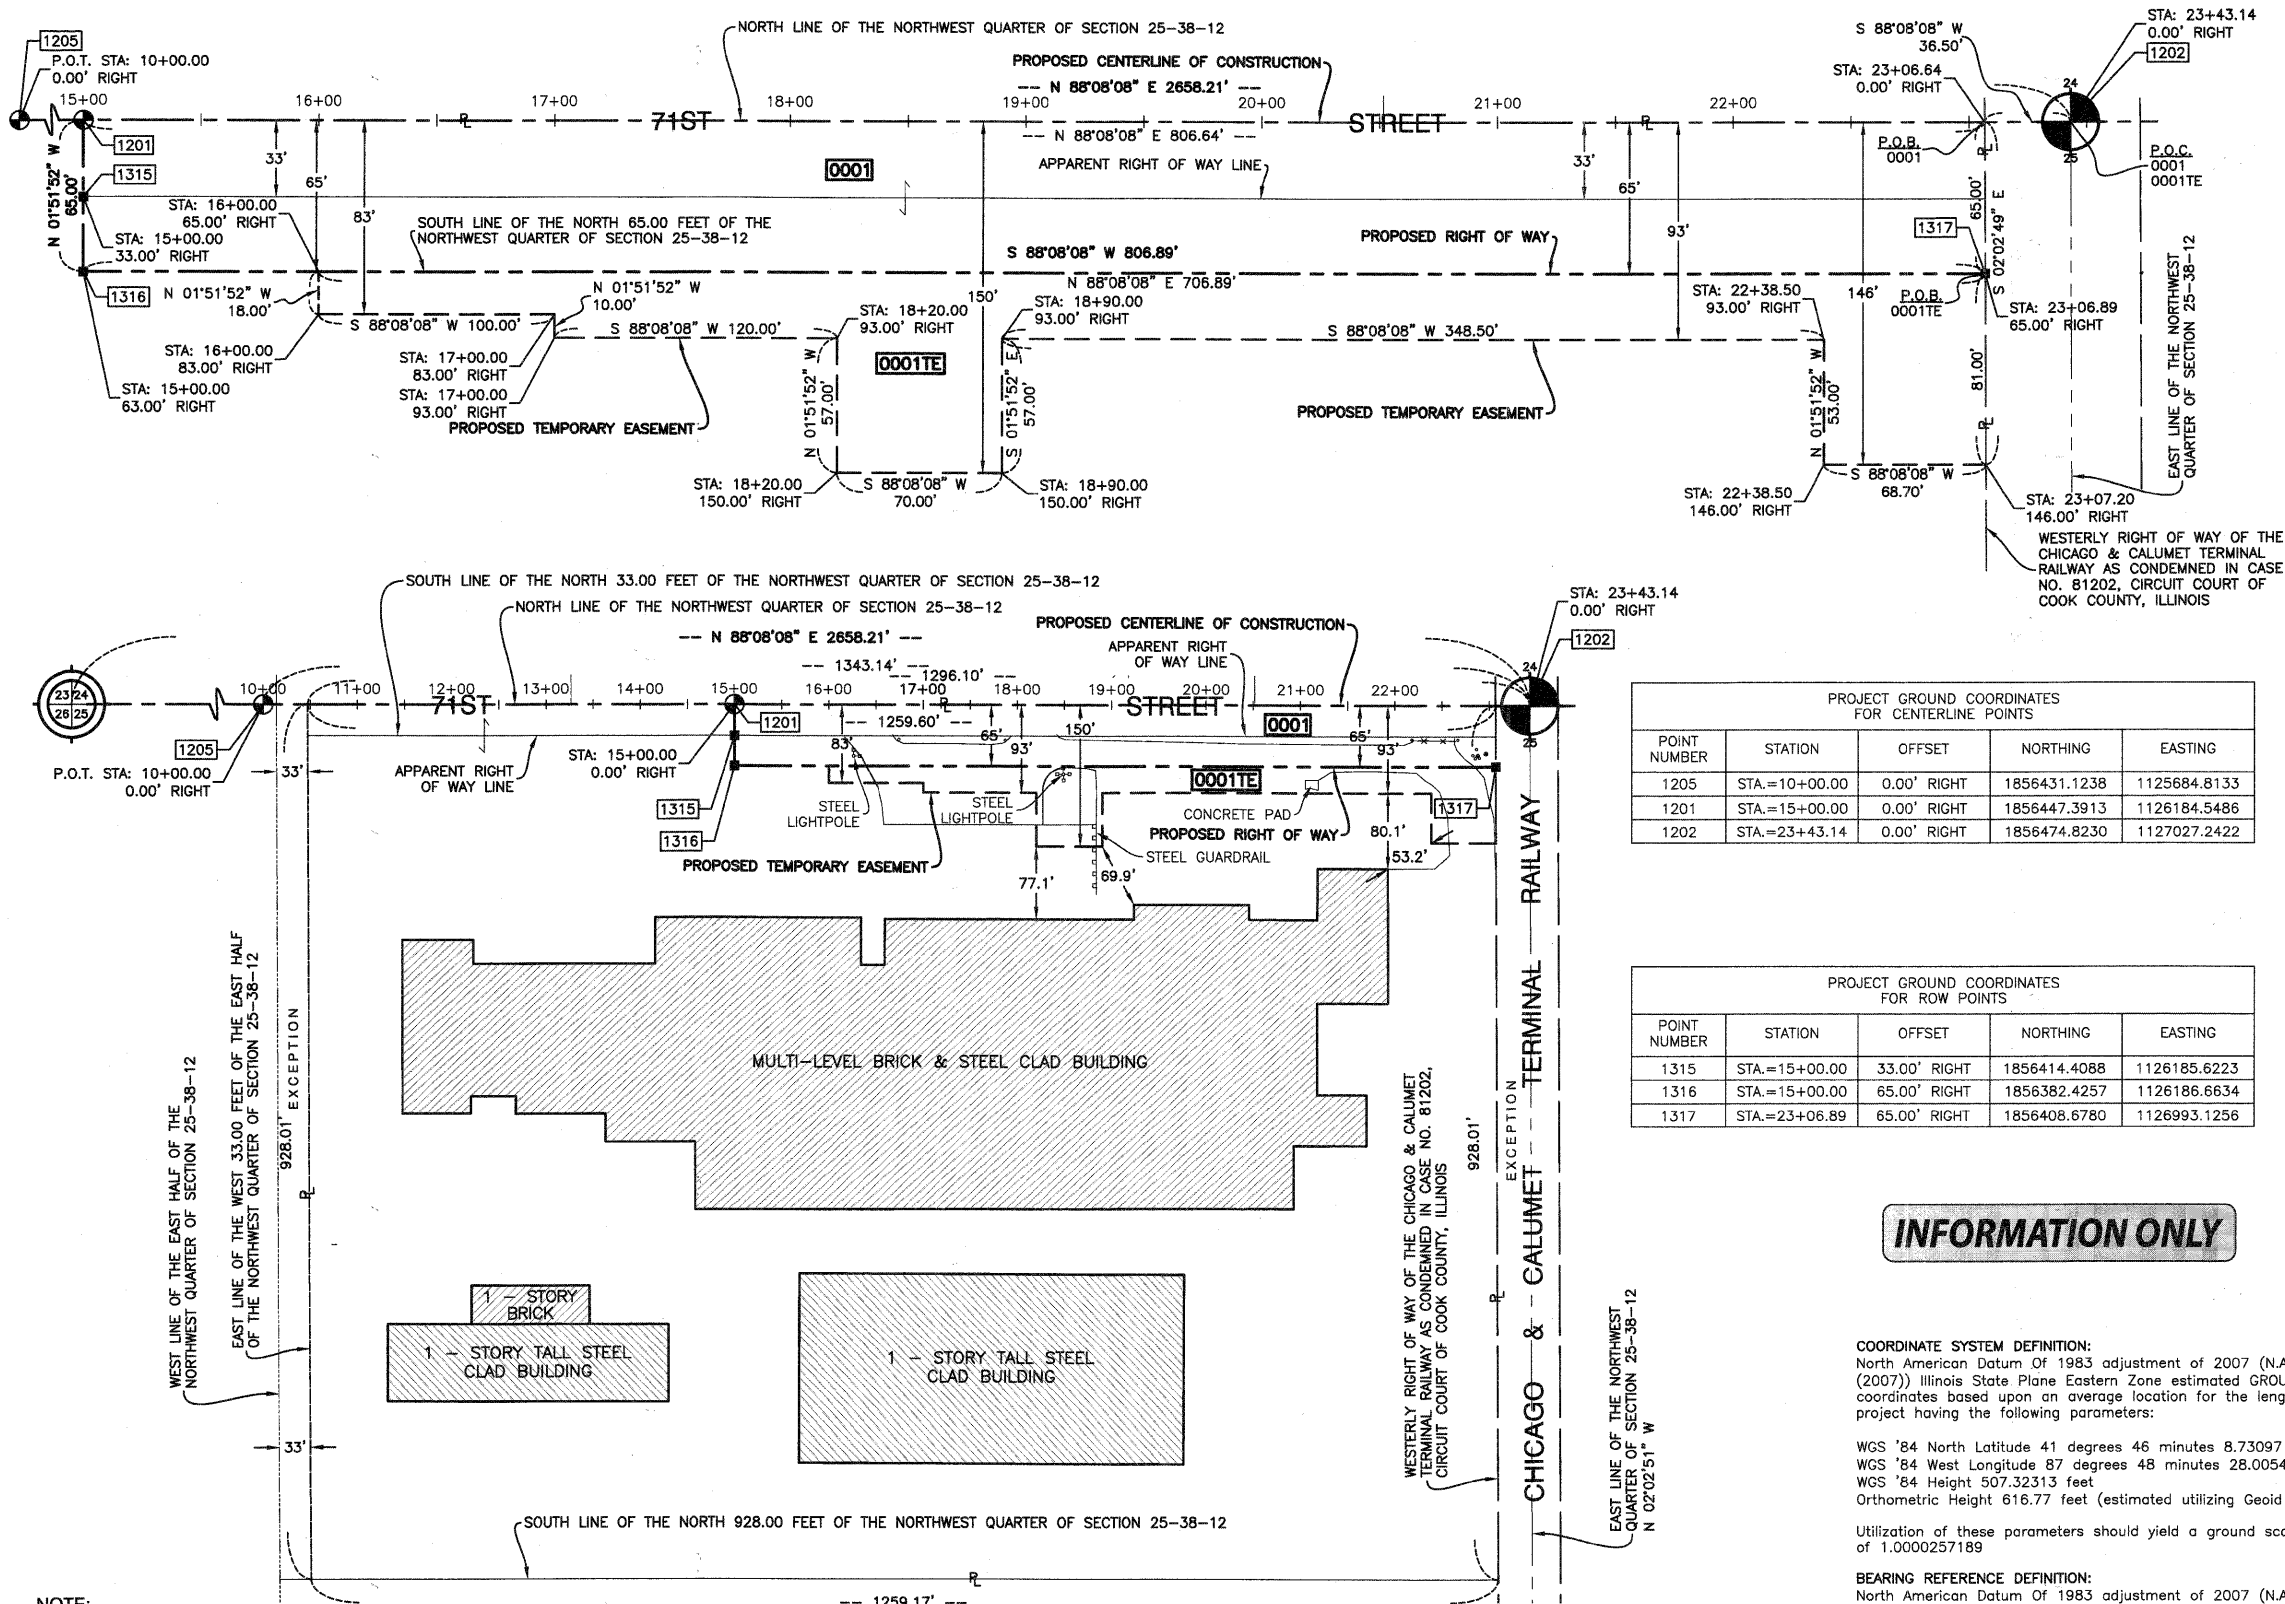 1205
P.O.T. STA: 10+00.00
0.00' RIGHT
15+00
16+00
17+00
18+00
19+00
20+00
21+00
22+00
NORTH LINE OF THE NORTHWEST QUARTER OF SECTION 25-38-12
PROPOSED CENTERLINE OF CONSTRUCTION
-- N 88°08'08" E 2658.21' --
71ST
STREET
-- N 88°08'08" E 806.64' --
S 88°08'08" W
36.50'
STA: 23+06.64
0.00' RIGHT
STA: 23+43.14
0.00' RIGHT
1202
24
25
P.O.B.
0001
P.O.C.
0001
0001TE
1201
1315
N 01°51'52" W
65.00'
33'
65'
83'
0001
APPARENT RIGHT OF WAY LINE
33'
65'
93'
STA: 16+00.00
65.00' RIGHT
STA: 15+00.00
33.00' RIGHT
SOUTH LINE OF THE NORTH 65.00 FEET OF THE
NORTHWEST QUARTER OF SECTION 25-38-12
S 88°08'08" W 806.89'
N 88°08'08" E 706.89'
PROPOSED RIGHT OF WAY
1317
65.00'
S 02°02'49" E
1316
N 01°51'52" W
18.00'
N 01°51'52" W
10.00'
S 88°08'08" W 100.00'
S 88°08'08" W 120.00'
STA: 18+20.00
93.00' RIGHT
150'
STA: 18+90.00
93.00' RIGHT
S 88°08'08" W 348.50'
STA: 22+38.50
93.00' RIGHT
146'
P.O.B.
0001TE
STA: 23+06.89
65.00' RIGHT
STA: 16+00.00
83.00' RIGHT
STA: 15+00.00
63.00' RIGHT
STA: 17+00.00
83.00' RIGHT
STA: 17+00.00
93.00' RIGHT
PROPOSED TEMPORARY EASEMENT
0001TE
N 01°51'52" W
57.00'
S 01°51'52" E
57.00'
PROPOSED TEMPORARY EASEMENT
N 01°51'52" W
53.00'
81.00'
EAST LINE OF THE NORTHWEST
QUARTER OF SECTION 25-38-12
STA: 18+20.00
150.00' RIGHT
S 88°08'08" W
70.00'
STA: 18+90.00
150.00' RIGHT
STA: 22+38.50
146.00' RIGHT
S 88°08'08" W
68.70'
STA: 23+07.20
146.00' RIGHT
WESTERLY RIGHT OF WAY OF THE
CHICAGO & CALUMET TERMINAL
RAILWAY AS CONDEMNED IN CASE
NO. 81202, CIRCUIT COURT OF
COOK COUNTY, ILLINOIS
SOUTH LINE OF THE NORTH 33.00 FEET OF THE NORTHWEST QUARTER OF SECTION 25-38-12
NORTH LINE OF THE NORTHWEST QUARTER OF SECTION 25-38-12
-- N 88°08'08" E 2658.21' --
PROPOSED CENTERLINE OF CONSTRUCTION
APPARENT RIGHT
OF WAY LINE
STA: 23+43.14
0.00' RIGHT
1202
-- 1343.14' --
-- 1296.10' --
23 24
26 25
10+00
11+00
12+00
13+00
14+00
15+00
16+00
17+00
18+00
19+00
20+00
21+00
22+00
71ST
STREET
24
25
1205
P.O.T. STA: 10+00.00
0.00' RIGHT
33'
APPARENT RIGHT
OF WAY LINE
STA: 15+00.00
0.00' RIGHT
1201
-- 1259.60' --
83'
65'
93'
150'
0001
65'
93'
1315
1316
STEEL
LIGHTPOLE
STEEL
LIGHTPOLE
0001TE
CONCRETE PAD
1317
PROPOSED RIGHT OF WAY
STEEL GUARDRAIL
PROPOSED TEMPORARY EASEMENT
77.1'
69.9'
80.1'
53.2'
MULTI-LEVEL BRICK & STEEL CLAD BUILDING
1 - STORY
BRICK
1 - STORY TALL STEEL
CLAD BUILDING
1 - STORY TALL STEEL
CLAD BUILDING
WEST LINE OF THE EAST HALF OF THE
NORTHWEST QUARTER OF SECTION 25-38-12
EAST LINE OF THE WEST 33.00 FEET OF THE EAST HALF
OF THE NORTHWEST QUARTER OF SECTION 25-38-12
928.01'
EXCEPTION
33'
WESTERLY RIGHT OF WAY OF THE CHICAGO & CALUMET
TERMINAL RAILWAY AS CONDEMNED IN CASE NO. 81202,
CIRCUIT COURT OF COOK COUNTY, ILLINOIS
928.01'
EXCEPTION
CHICAGO & CALUMET TERMINAL RAILWAY
EAST LINE OF THE NORTHWEST
QUARTER OF SECTION 25-38-12
N 02°02'51" W
SOUTH LINE OF THE NORTH 928.00 FEET OF THE NORTHWEST QUARTER OF SECTION 25-38-12
-- 1259.17' --
NOTE:
PROJECT GROUND COORDINATES
FOR CENTERLINE POINTS
POINT NUMBER STATION OFFSET NORTHING EASTING
1205 STA.=10+00.00 0.00' RIGHT 1856431.1238 1125684.8133
1201 STA.=15+00.00 0.00' RIGHT 1856447.3913 1126184.5486
1202 STA.=23+43.14 0.00' RIGHT 1856474.8230 1127027.2422
PROJECT GROUND COORDINATES
FOR ROW POINTS
POINT NUMBER STATION OFFSET NORTHING EASTING
1315 STA.=15+00.00 33.00' RIGHT 1856414.4088 1126185.6223
1316 STA.=15+00.00 65.00' RIGHT 1856382.4257 1126186.6634
1317 STA.=23+06.89 65.00' RIGHT 1856408.6780 1126993.1256
INFORMATION ONLY
COORDINATE SYSTEM DEFINITION:
North American Datum Of 1983 adjustment of 2007 (N.A
(2007)) Illinois State Plane Eastern Zone estimated GROU
coordinates based upon an average location for the leng
project having the following parameters:
WGS '84 North Latitude 41 degrees 46 minutes 8.73097
WGS '84 West Longitude 87 degrees 48 minutes 28.0054
WGS '84 Height 507.32313 feet
Orthometric Height 616.77 feet (estimated utilizing Geoid
Utilization of these parameters should yield a ground sca
of 1.0000257189
BEARING REFERENCE DEFINITION:
North American Datum Of 1983 adjustment of 2007 (N.A